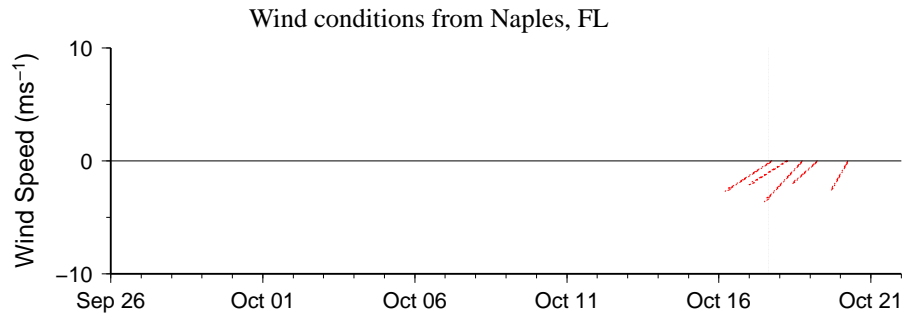 Wind conditions from Naples, FL
Wind Speed (ms⁻¹)
10
0
−10
Sep 26 Oct 01 Oct 06 Oct 11 Oct 16 Oct 21